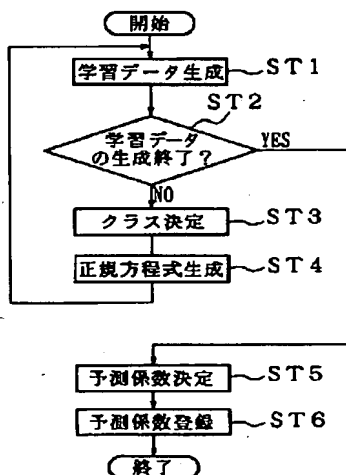 開始
学習データ生成
ST1
ST2
学習データ
の生成終了?
YES
NO
クラス決定
ST3
正規方程式生成
ST4
予測係数決定
ST5
予測係数登録
ST6
終了